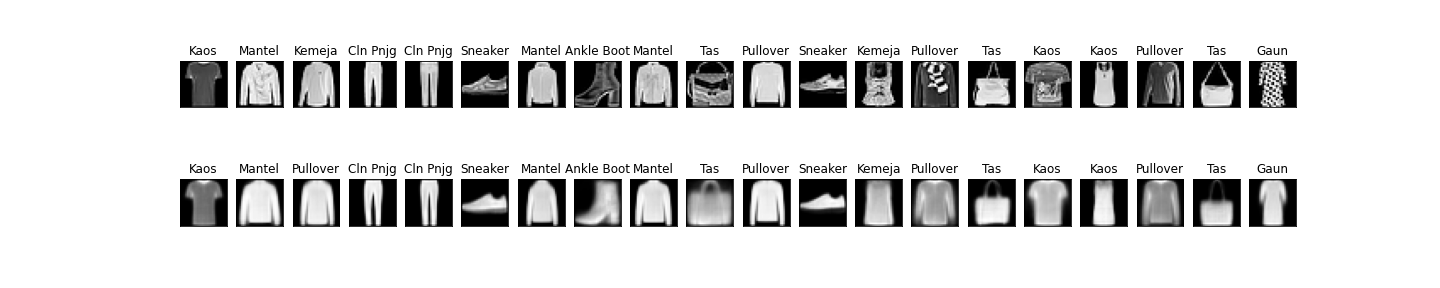 Kaos Mantel Kemeja Cln Pnjg Cln Pnjg Sneaker Mantel Ankle Boot Mantel Tas Pullover Sneaker Kemeja Pullover Tas Kaos Kaos Pullover Tas Gaun
Kaos Mantel Pullover Cln Pnjg Cln Pnjg Sneaker Mantel Ankle Boot Mantel Tas Pullover Sneaker Kemeja Pullover Tas Kaos Kaos Pullover Tas Gaun